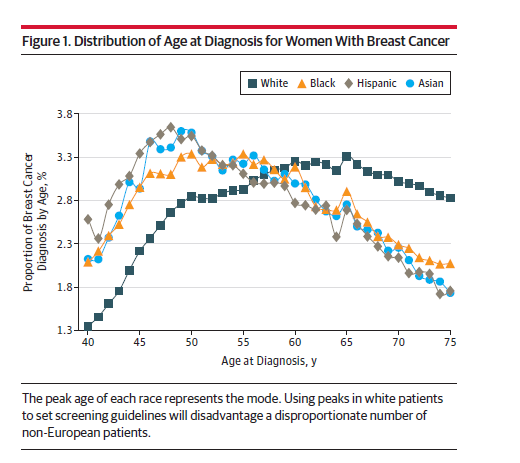 Figure 1. Distribution of Age at Diagnosis for Women With Breast Cancer
White Black Hispanic Asian
Proportion of Breast Cancer
Diagnosis by Age, %
3.8
3.3
2.8
2.3
1.8
1.3
40 45 50 55 60 65 70 75
Age at Diagnosis, y
The peak age of each race represents the mode. Using peaks in white patients
to set screening guidelines will disadvantage a disproportionate number of
non-European patients.